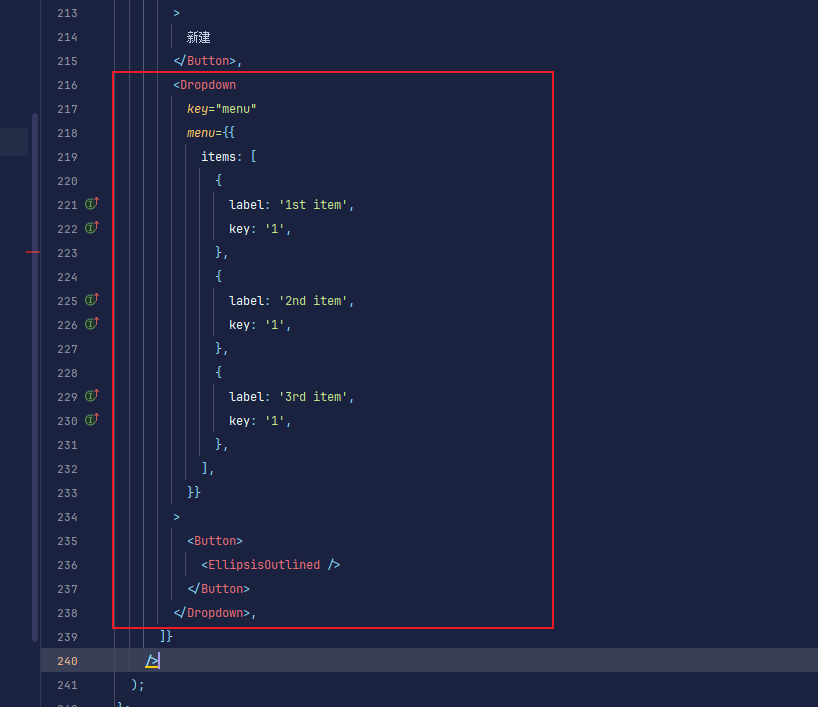 213 >
214 新建
215 </Button>,
216 <Dropdown
217 key="menu"
218 menu={{
219 items: [
220 {
221 label: '1st item',
222 key: '1',
223 },
224 {
225 label: '2nd item',
226 key: '1',
227 },
228 {
229 label: '3rd item',
230 key: '1',
231 },
232 ],
233 }}
234 >
235 <Button>
236 <EllipsisOutlined />
237 </Button>
238 </Dropdown>,
239 ]}
240 />
241 );